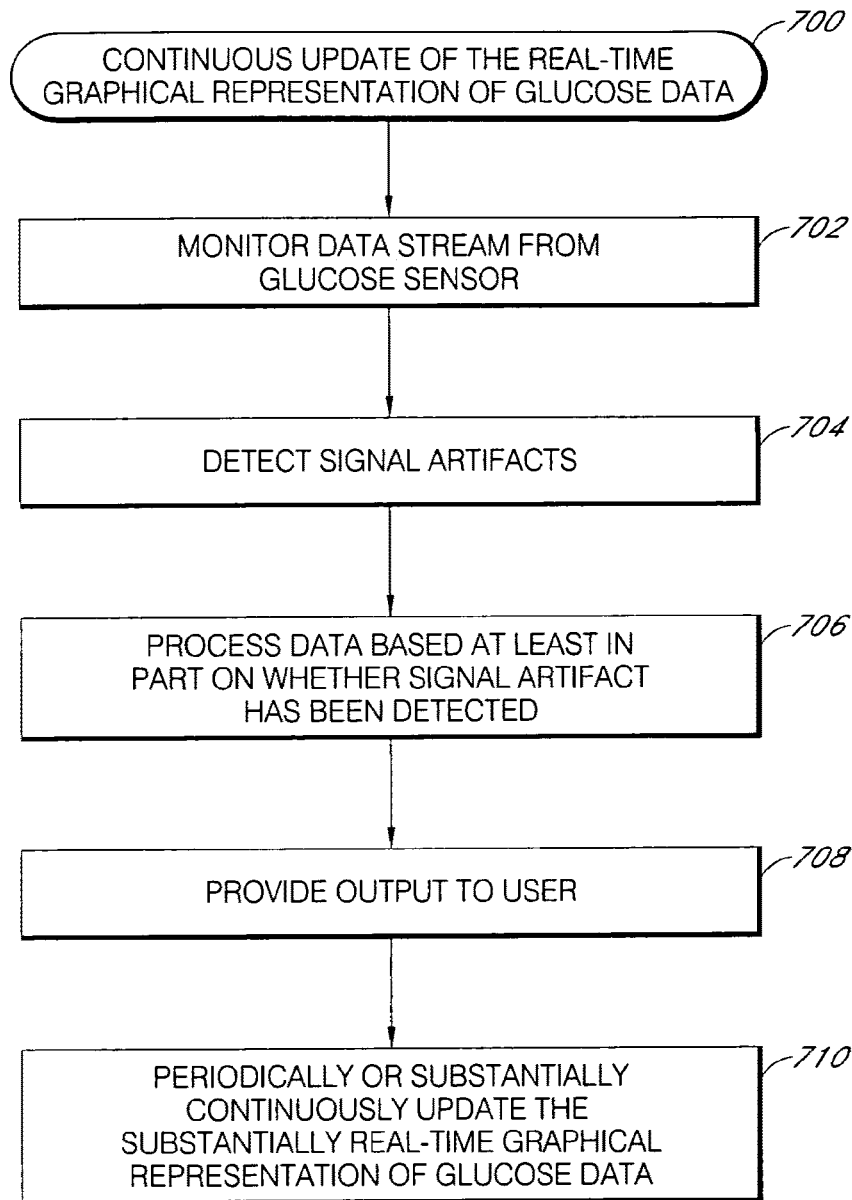 700
CONTINUOUS UPDATE OF THE REAL-TIME
GRAPHICAL REPRESENTATION OF GLUCOSE DATA
702
MONITOR DATA STREAM FROM
GLUCOSE SENSOR
704
DETECT SIGNAL ARTIFACTS
706
PROCESS DATA BASED AT LEAST IN
PART ON WHETHER SIGNAL ARTIFACT
HAS BEEN DETECTED
708
PROVIDE OUTPUT TO USER
710
PERIODICALLY OR SUBSTANTIALLY
CONTINUOUSLY UPDATE THE
SUBSTANTIALLY REAL-TIME GRAPHICAL
REPRESENTATION OF GLUCOSE DATA